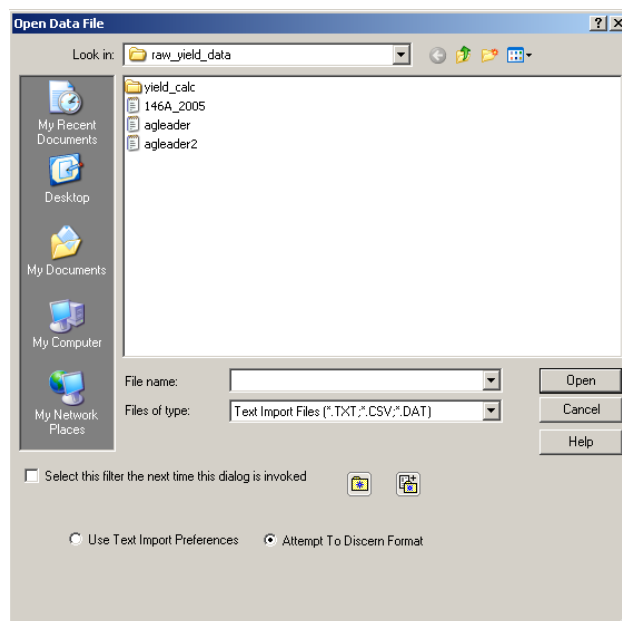 Open Data File
Look in:
raw_yield_data
yield_calc
146A_2005
agleader
agleader2
My Recent
Documents
Desktop
My Documents
My Computer
My Network
Places
File name:
Open
Files of type:
Text Import Files (*.TXT;*.CSV;*.DAT)
Cancel
Help
Select this filter the next time this dialog is invoked
Use Text Import Preferences
Attempt To Discern Format